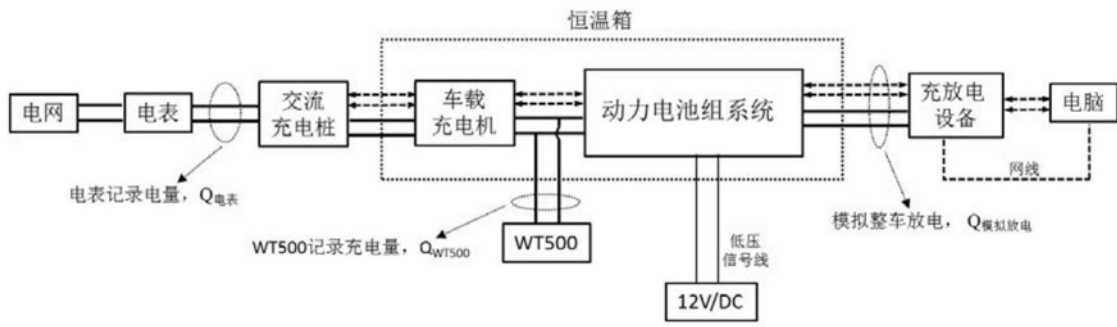 恒温箱
电网
电表
交流
充电桩
车载
充电机
动力电池组系统
充放电
设备
电脑
网线
电表记录电量，Q电表
WT500记录充电量，QWT500
WT500
低压
信号线
12V/DC
模拟整车放电，Q模拟放电